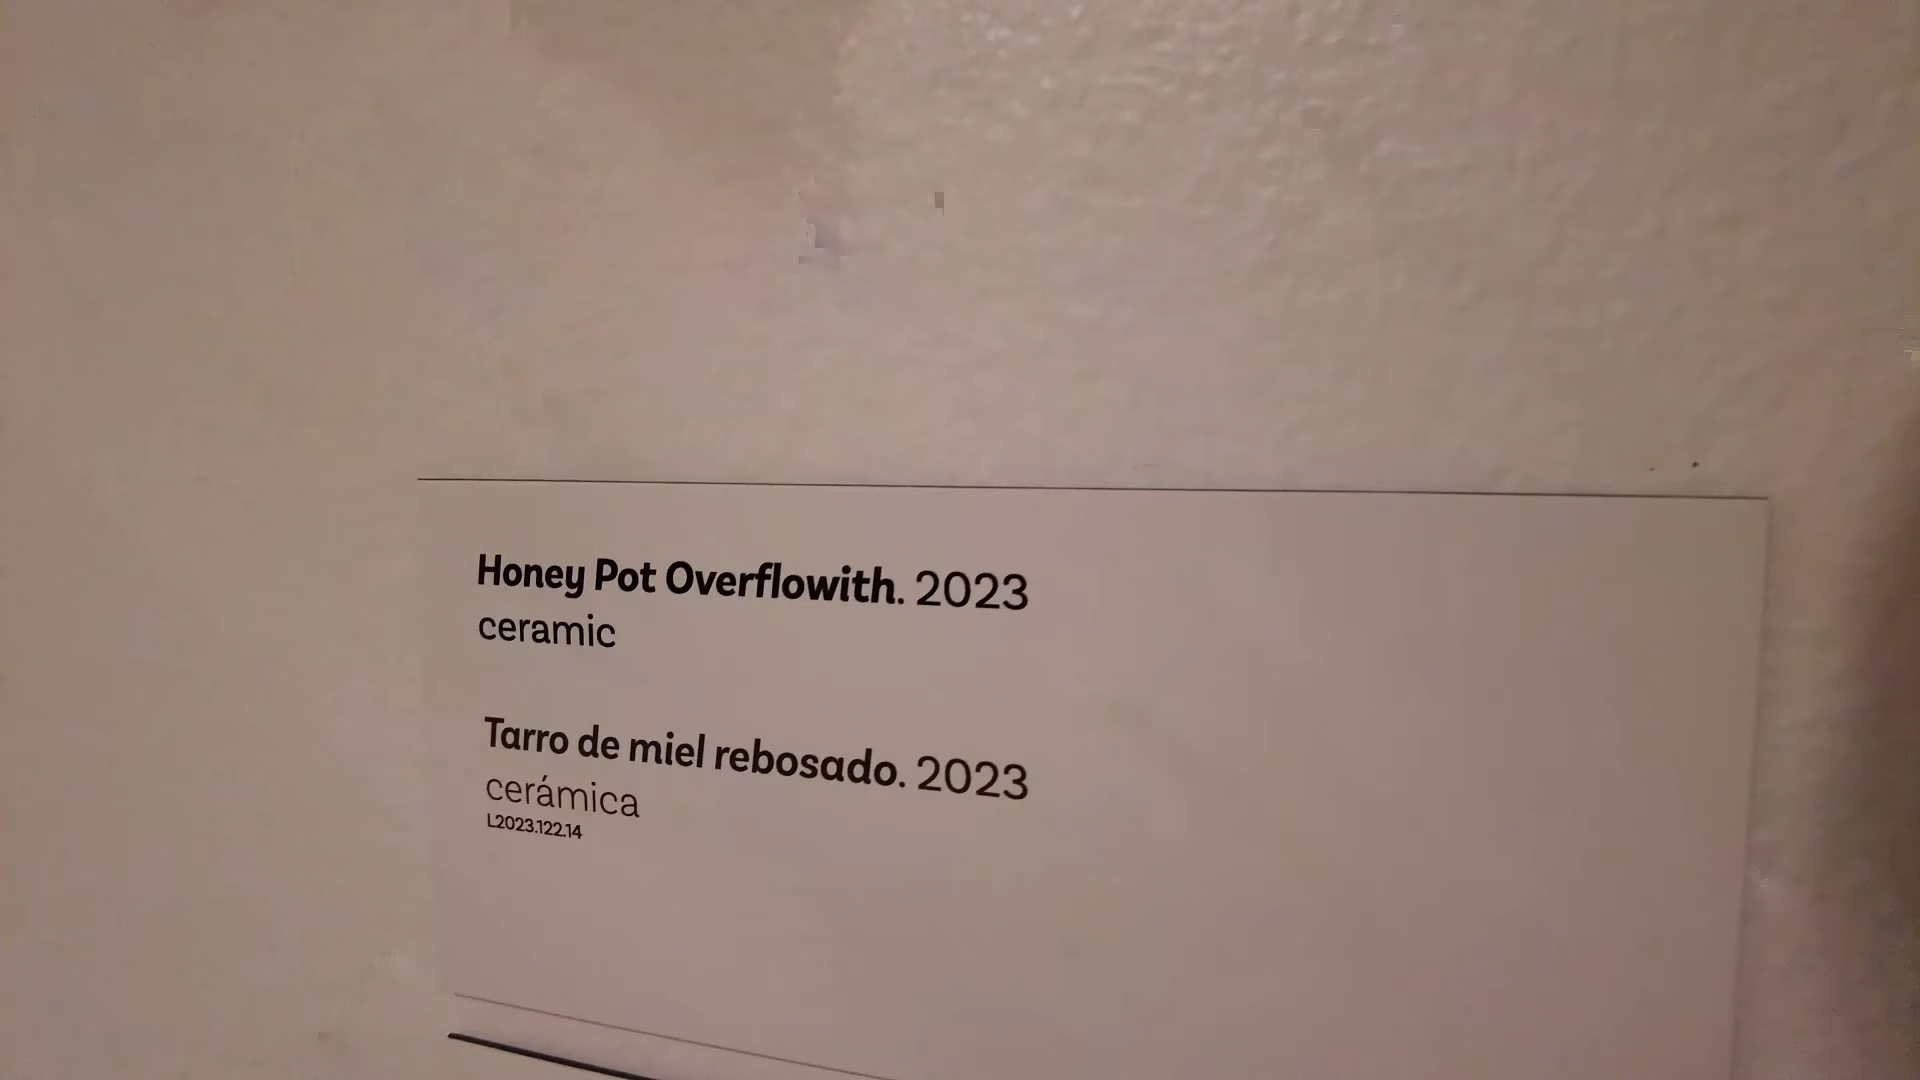 Honey Pot Overflowith. 2023
ceramic
Tarro de miel rebosado. 2023
cerámica
L2023.122.14